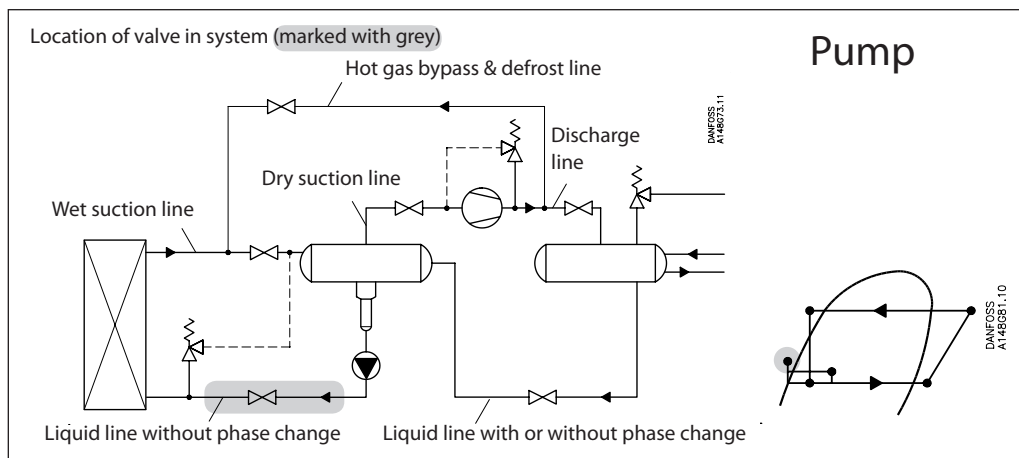 Location of valve in system (marked with grey)
Pump
Hot gas bypass & defrost line
DANFOSS
A148G73.11
Discharge
line
Dry suction line
Wet suction line
DANFOSS
A148G81.10
Liquid line without phase change
Liquid line with or without phase change